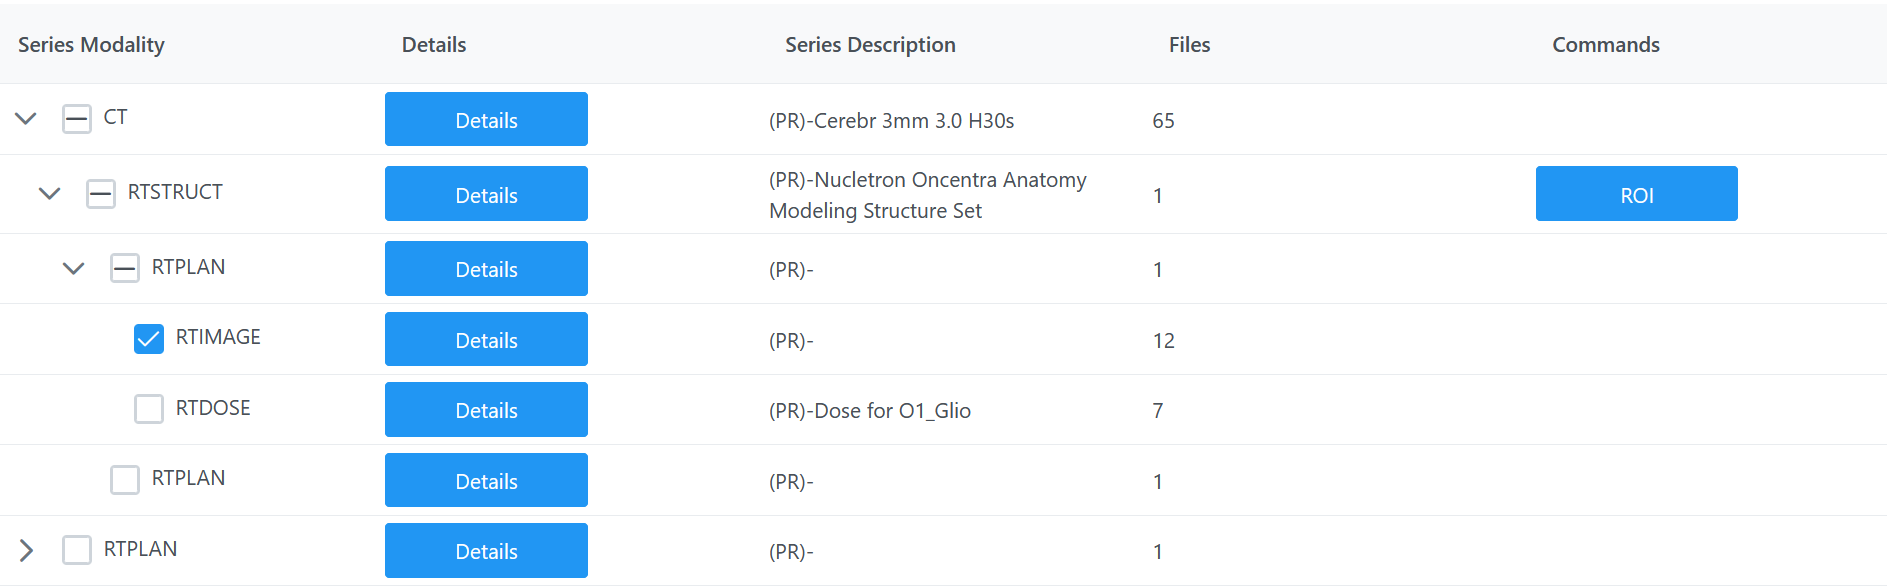 Series Modality Details Series Description Files Commands
CT Details (PR)-Cerebr 3mm 3.0 H30s 65
RTSTRUCT Details (PR)-Nucletron Oncentra Anatomy Modeling Structure Set 1 ROI
RTPLAN Details (PR)- 1
RTIMAGE Details (PR)- 12
RTDOSE Details (PR)-Dose for O1_Glio 7
RTPLAN Details (PR)- 1
RTPLAN Details (PR)- 1